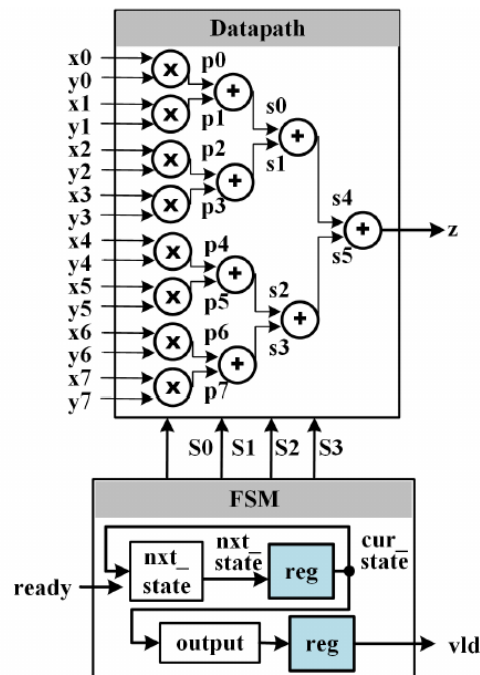 Datapath
x0
y0
x1
y1
x2
y2
x3
y3
x4
y4
x5
y5
x6
y6
x7
y7
x
x
x
x
x
x
x
x
p0
p1
p2
p3
p4
p5
p6
p7
+
+
+
+
s0
s1
s2
s3
+
+
s4
s5
+
z
S0
S1
S2
S3
FSM
ready
nxt_
state
nxt_
state
reg
cur_
state
output
reg
vld